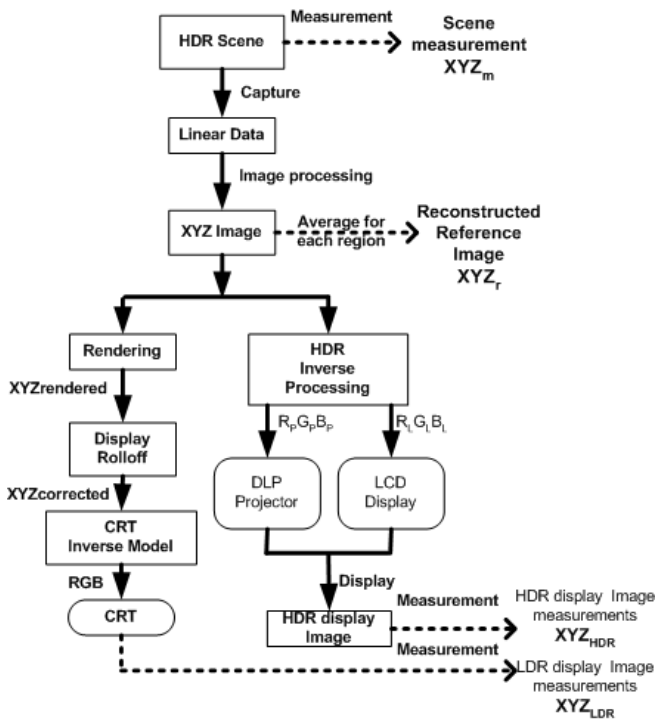 Measurement
Scene
measurement
XYZm
HDR Scene
Capture
Linear Data
Image processing
XYZ Image
Average for
each region
Reconstructed
Reference
Image
XYZr
Rendering
HDR
Inverse
Processing
XYZrendered
RPGPBP
RLGLBL
Display
Rolloff
DLP
Projector
LCD
Display
XYZcorrected
CRT
Inverse Model
RGB
Display
CRT
HDR display
Image
Measurement
HDR display Image
measurements
XYZHDR
Measurement
LDR display Image
measurements
XYZLDR